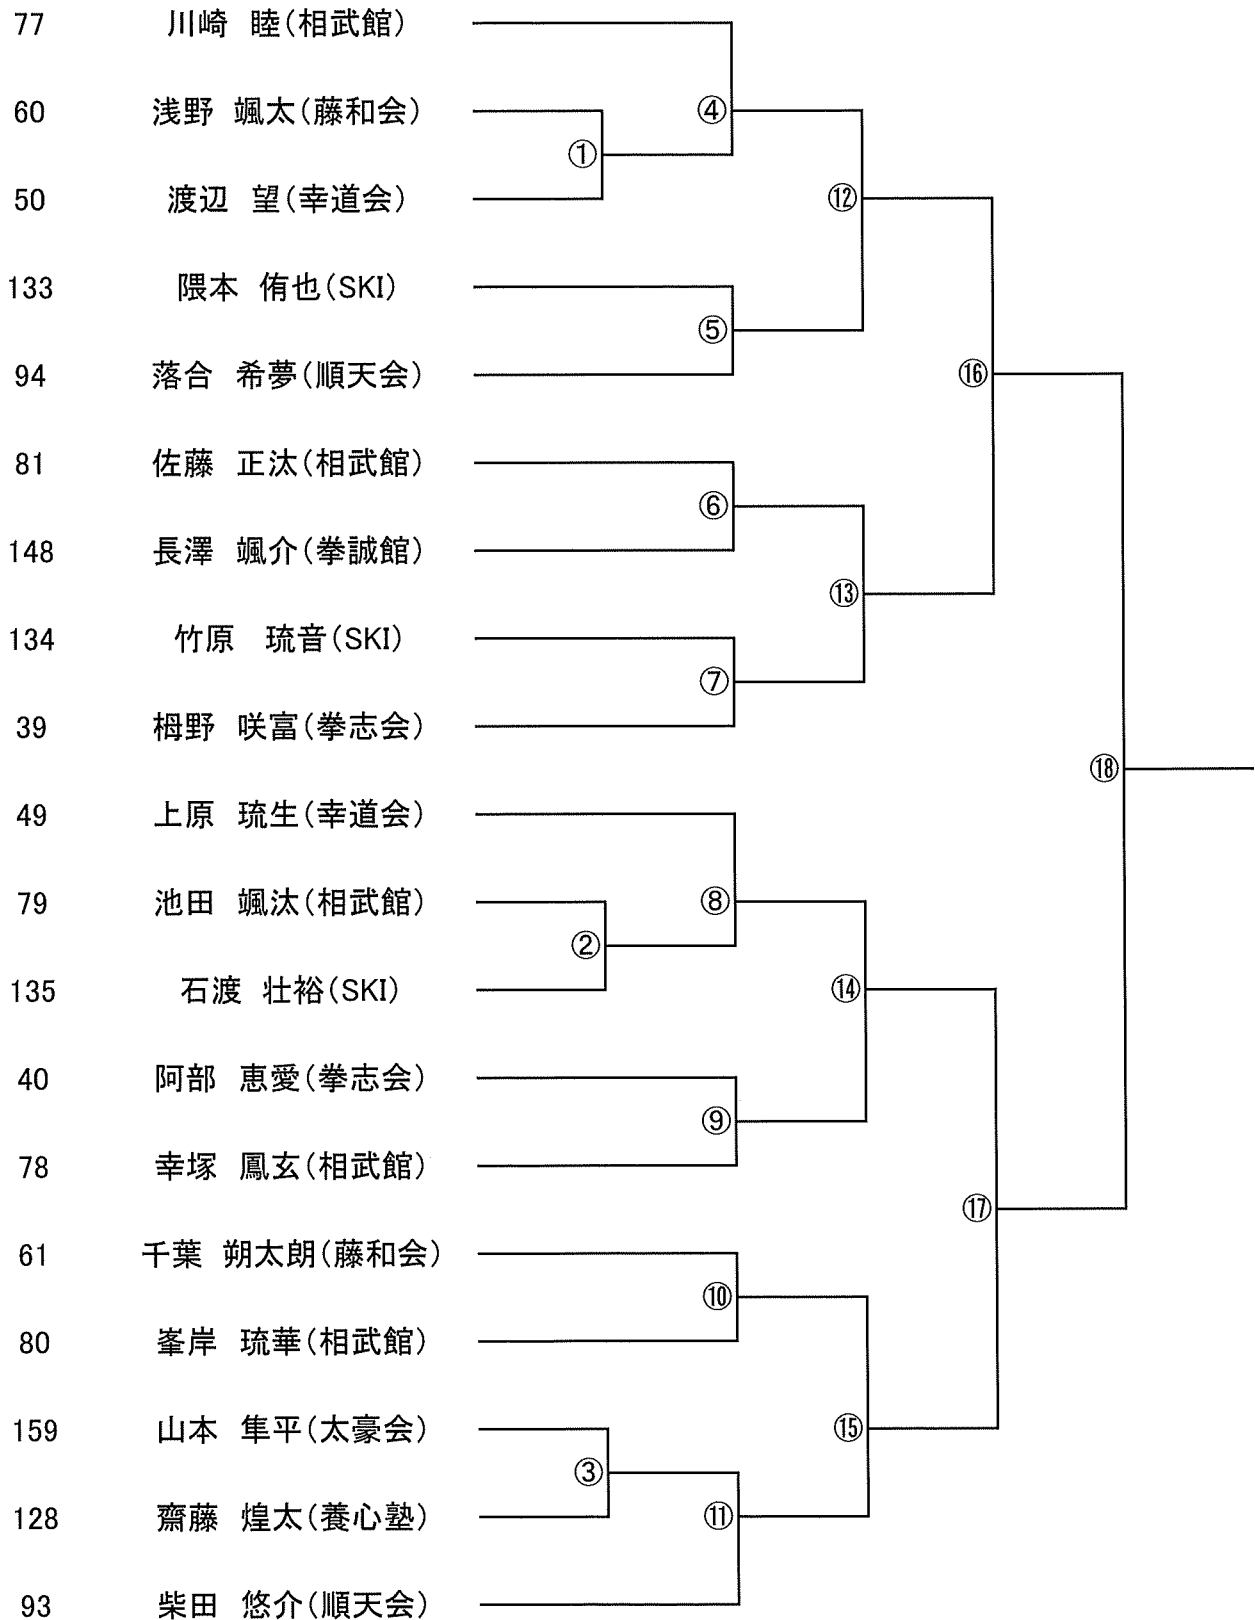 77 川崎 睦(相武館)
④
60 浅野 颯太(藤和会)
①
50 渡辺 望(幸道会)
⑫
133 隈本 侑也(SKI)
⑤
94 落合 希夢(順天会)
⑯
81 佐藤 正汰(相武館)
⑥
148 長澤 颯介(拳誠館)
⑬
134 竹原 琉音(SKI)
⑦
39 栂野 咲富(拳志会)
⑱
49 上原 琉生(幸道会)
79 池田 颯汰(相武館)
⑧
②
135 石渡 壮裕(SKI)
⑭
40 阿部 恵愛(拳志会)
⑨
78 幸塚 鳳玄(相武館)
⑰
61 千葉 朔太朗(藤和会)
⑩
80 峯岸 琉華(相武館)
159 山本 隼平(太豪会)
⑮
③
128 齋藤 煌太(養心塾)
⑪
93 柴田 悠介(順天会)